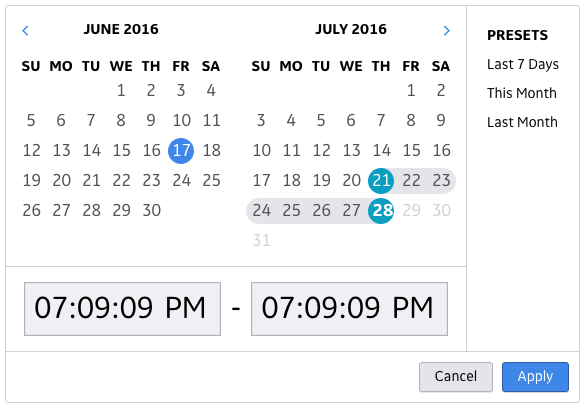 JUNE 2016
SU MO TU WE TH FR SA
1 2 3 4
5 6 7 8 9 10 11
12 13 14 15 16 17 18
19 20 21 22 23 24 25
26 27 28 29 30
JULY 2016
SU MO TU WE TH FR SA
1 2
3 4 5 6 7 8 9
10 11 12 13 14 15 16
17 18 19 20 21 22 23
24 25 26 27 28 29 30
31
PRESETS
Last 7 Days
This Month
Last Month
07:09:09 PM - 07:09:09 PM
Cancel Apply